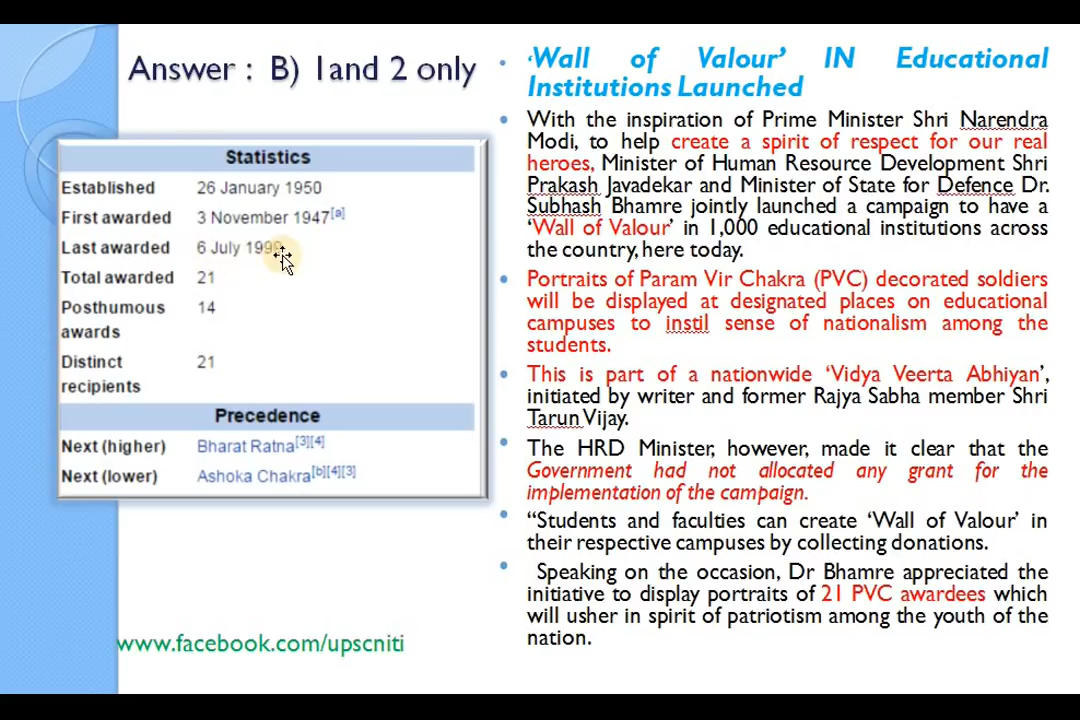 Answer : B) 1and 2 only
Statistics
Established 26 January 1950
First awarded 3 November 1947[a]
Last awarded 6 July 1999
Total awarded 21
Posthumous 14
awards
Distinct 21
recipients
Precedence
Next (higher) Bharat Ratna[3][4]
Next (lower) Ashoka Chakra[b][4][3]
www.facebook.com/upscniti
• ‘Wall of Valour’ IN Educational
Institutions Launched
• With the inspiration of Prime Minister Shri Narendra
Modi, to help create a spirit of respect for our real
heroes, Minister of Human Resource Development Shri
Prakash Javadekar and Minister of State for Defence Dr.
Subhash Bhamre jointly launched a campaign to have a
‘Wall of Valour’ in 1,000 educational institutions across
the country, here today.
• Portraits of Param Vir Chakra (PVC) decorated soldiers
will be displayed at designated places on educational
campuses to instil sense of nationalism among the
students.
• This is part of a nationwide ‘Vidya Veerta Abhiyan’,
initiated by writer and former Rajya Sabha member Shri
Tarun Vijay.
• The HRD Minister, however, made it clear that the
Government had not allocated any grant for the
implementation of the campaign.
• “Students and faculties can create ‘Wall of Valour’ in
their respective campuses by collecting donations.
• Speaking on the occasion, Dr Bhamre appreciated the
initiative to display portraits of 21 PVC awardees which
will usher in spirit of patriotism among the youth of the
nation.